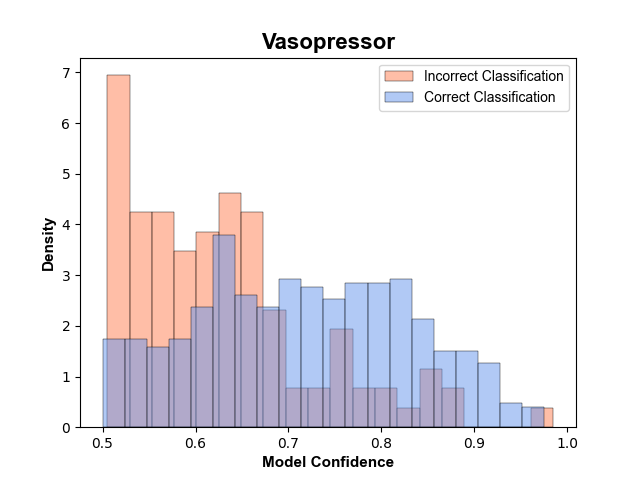 Vasopressor
Incorrect Classification
Correct Classification
Density
7
6
5
4
3
2
1
0
0.5 0.6 0.7 0.8 0.9 1.0
Model Confidence